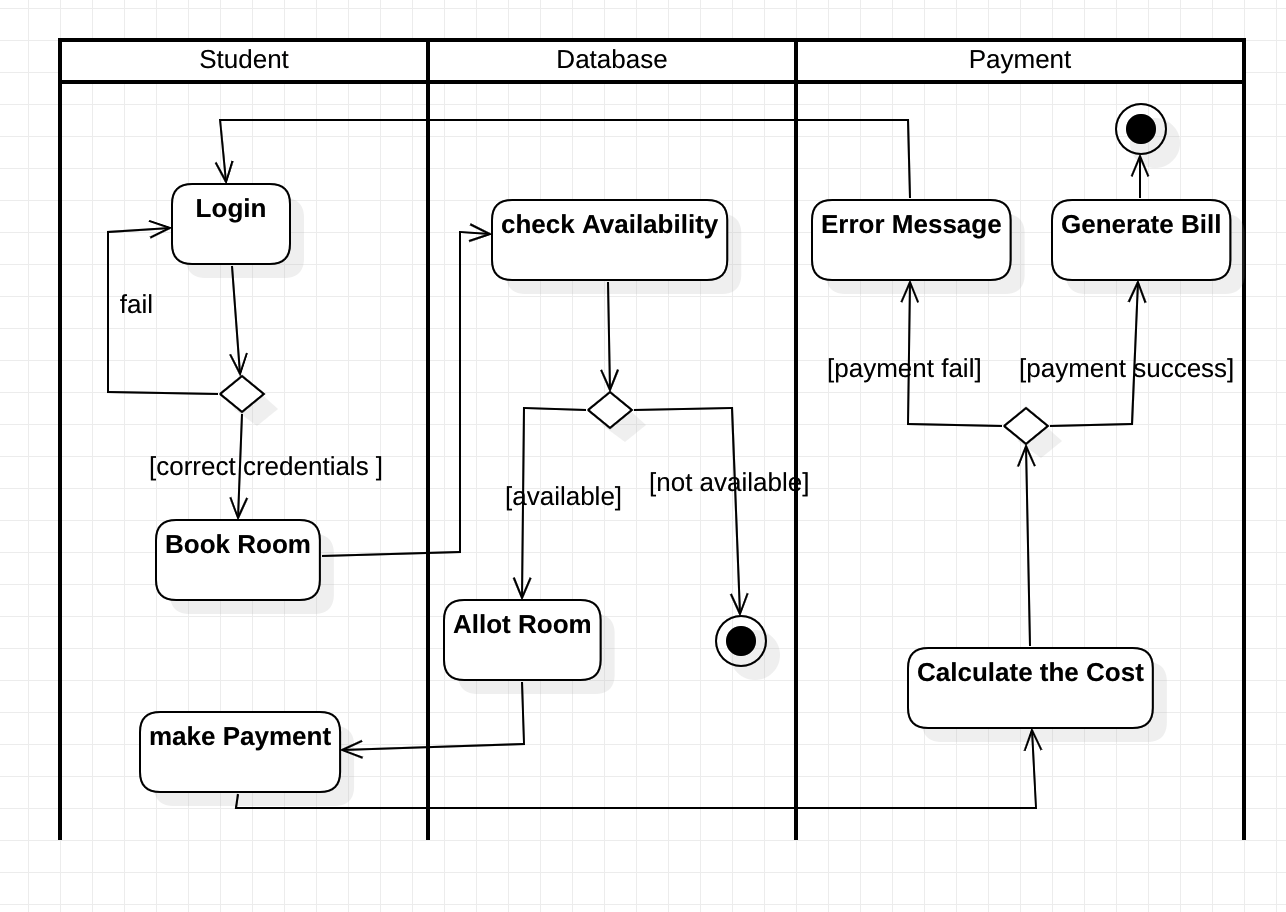 Student
Database
Payment
Login
check Availability
Error Message
Generate Bill
fail
[payment fail]
[payment success]
[correct credentials ]
[available]
[not available]
Book Room
Allot Room
Calculate the Cost
make Payment